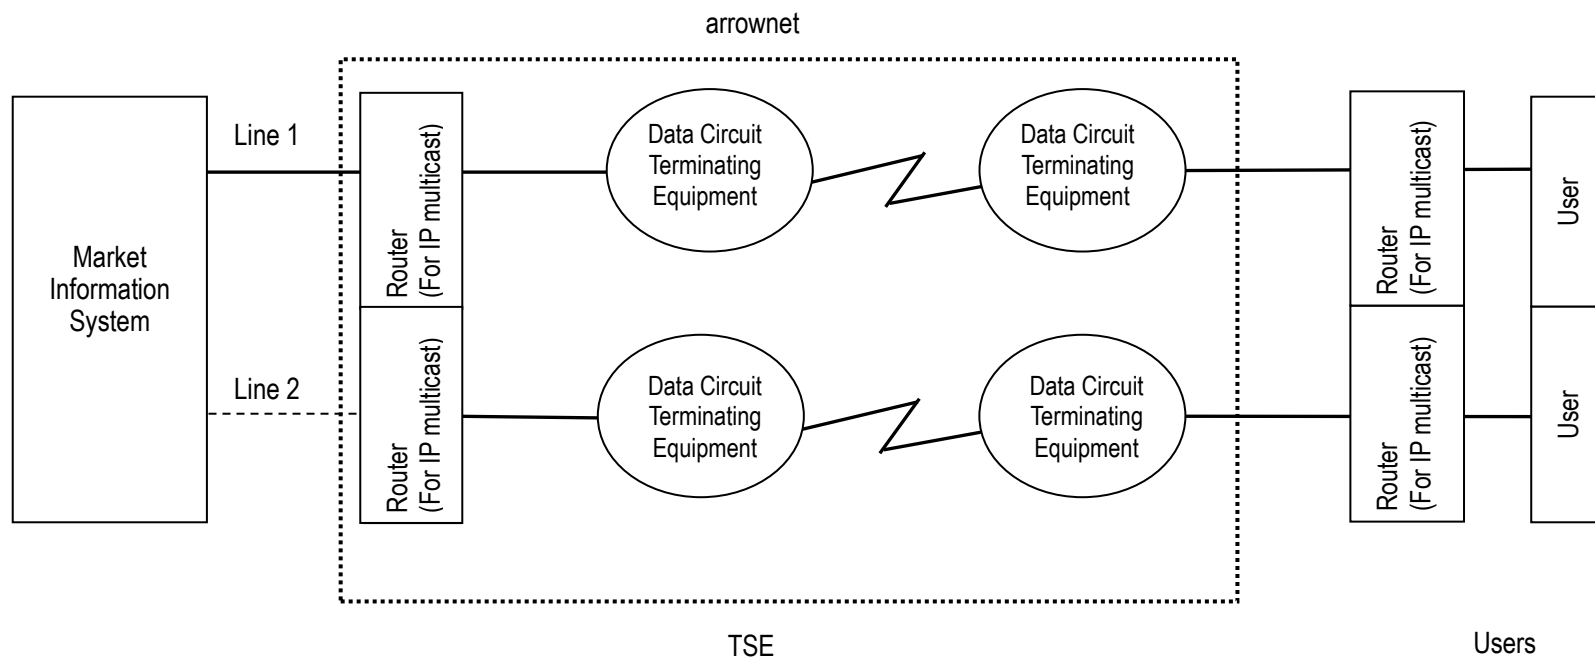 arrownet
Line 1
Market
Information
System
Line 2
Router
(For IP multicast)
Router
(For IP multicast)
Data Circuit
Terminating
Equipment
Data Circuit
Terminating
Equipment
Data Circuit
Terminating
Equipment
Data Circuit
Terminating
Equipment
Router
(For IP multicast)
Router
(For IP multicast)
User
User
TSE
Users